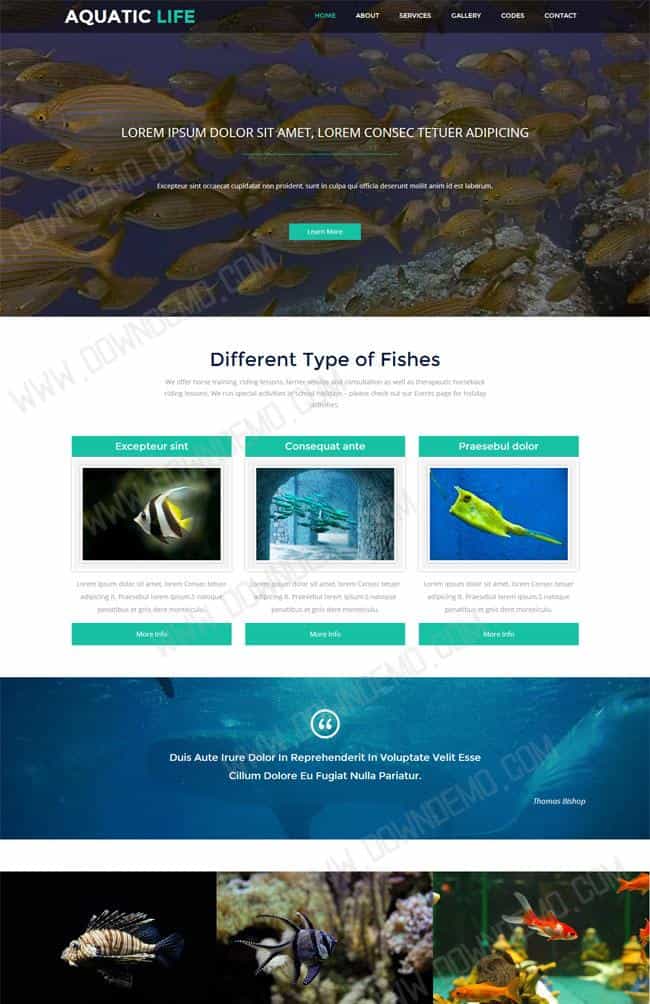 AQUATIC LIFE
HOME ABOUT SERVICES GALLERY CODES CONTACT
LOREM IPSUM DOLOR SIT AMET, LOREM CONSEC TETUER ADIPICING
Excepteur sint occaecat cupidatat non proident, sunt in culpa qui officia deserunt mollit anim id est laborum.
Learn More
Different Type of Fishes
We offer horse training, riding lessons, farrier service and consultation as well as therapeutic horseback
riding lessons. We run special activities in school holidays – please check out our Events page for holiday
activities.
Excepteur sint
Lorem ipsum dolor sit amet, lorem Consec tetuer
adipicing it. Praesebul lorem ipsum.S natoque
penatibus et gnis dore montesculu.
More Info
Consequat ante
Lorem ipsum dolor sit amet, lorem Consec tetuer
adipicing it. Praesebul lorem ipsum.S natoque
penatibus et gnis dore montesculu.
More Info
Praesebul dolor
Lorem ipsum dolor sit amet, lorem Consec tetuer
adipicing it. Praesebul lorem ipsum.S natoque
penatibus et gnis dore montesculu.
More Info
Duis Aute Irure Dolor In Reprehenderit In Voluptate Velit Esse
Cillum Dolore Eu Fugiat Nulla Pariatur.
Thomas Bishop
WWW.DOWNDEMO.COM